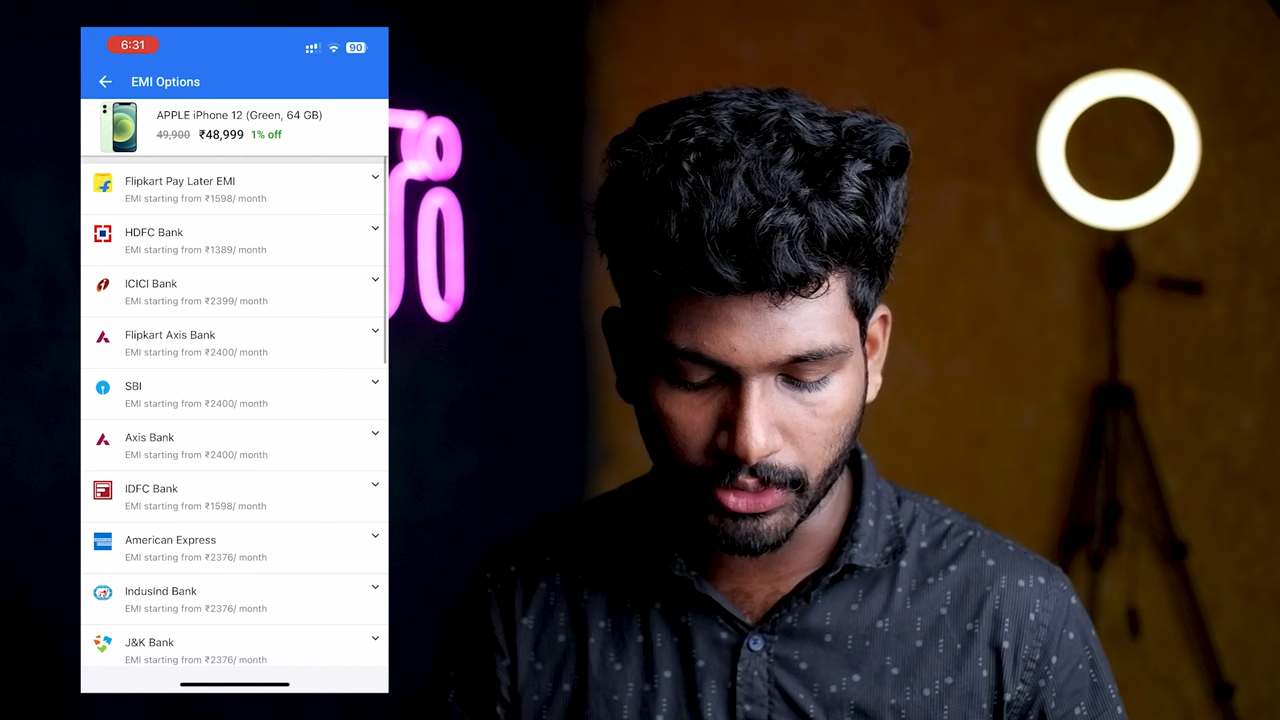 6:31
90
EMI Options
APPLE iPhone 12 (Green, 64 GB)
49,900 ₹48,999 1% off
Flipkart Pay Later EMI
EMI starting from ₹1598/ month
HDFC Bank
EMI starting from ₹1389/ month
ICICI Bank
EMI starting from ₹2399/ month
Flipkart Axis Bank
EMI starting from ₹2400/ month
SBI
EMI starting from ₹2400/ month
Axis Bank
EMI starting from ₹2400/ month
IDFC Bank
EMI starting from ₹1598/ month
American Express
EMI starting from ₹2376/ month
IndusInd Bank
EMI starting from ₹2376/ month
J&K Bank
EMI starting from ₹2376/ month